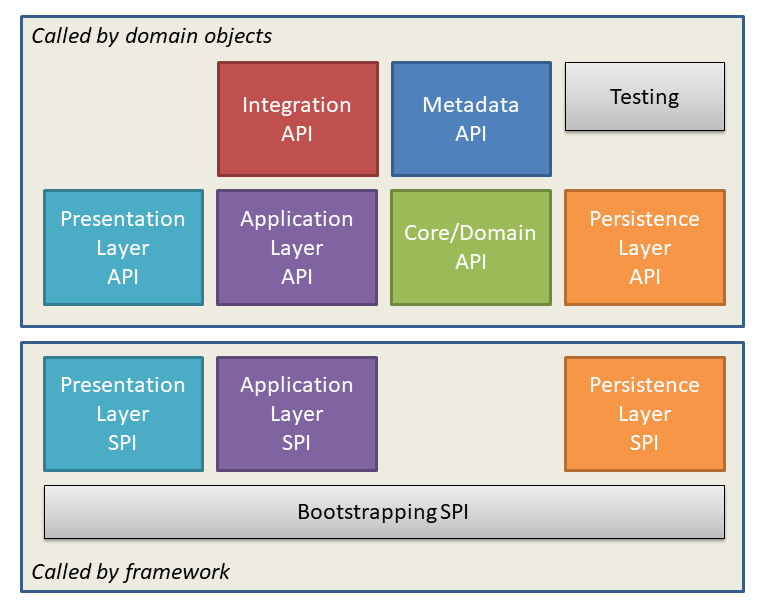 Called by domain objects
Integration
API
Metadata
API
Testing
Presentation
Layer
API
Application
Layer
API
Core/Domain
API
Persistence
Layer
API
Presentation
Layer
SPI
Application
Layer
SPI
Persistence
Layer
SPI
Bootstrapping SPI
Called by framework